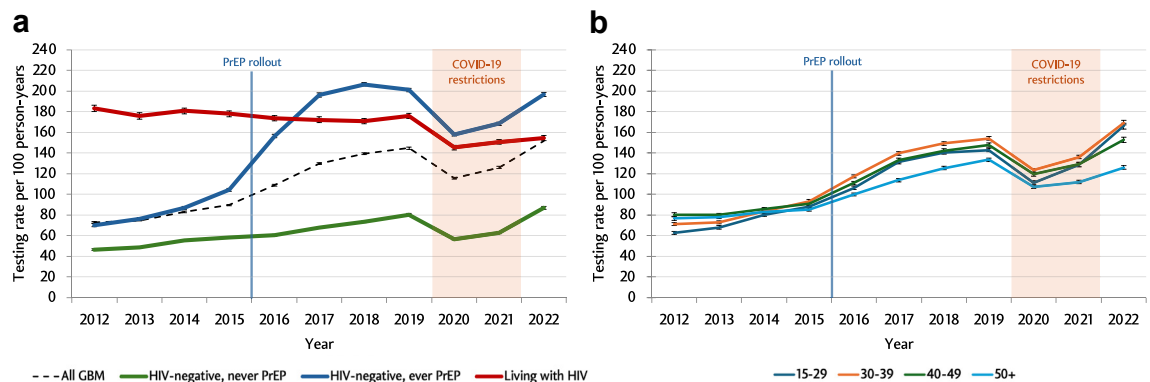 a
Testing rate per 100 person-years
240
220
200
180
160
140
120
100
80
60
40
20
0
PrEP rollout
COVID-19
restrictions
2012 2013 2014 2015 2016 2017 2018 2019 2020 2021 2022
Year
All GBM HIV-negative, never PrEP HIV-negative, ever PrEP Living with HIV
b
Testing rate per 100 person-years
240
220
200
180
160
140
120
100
80
60
40
20
0
PrEP rollout
COVID-19
restrictions
2012 2013 2014 2015 2016 2017 2018 2019 2020 2021 2022
Year
15-29 30-39 40-49 50+